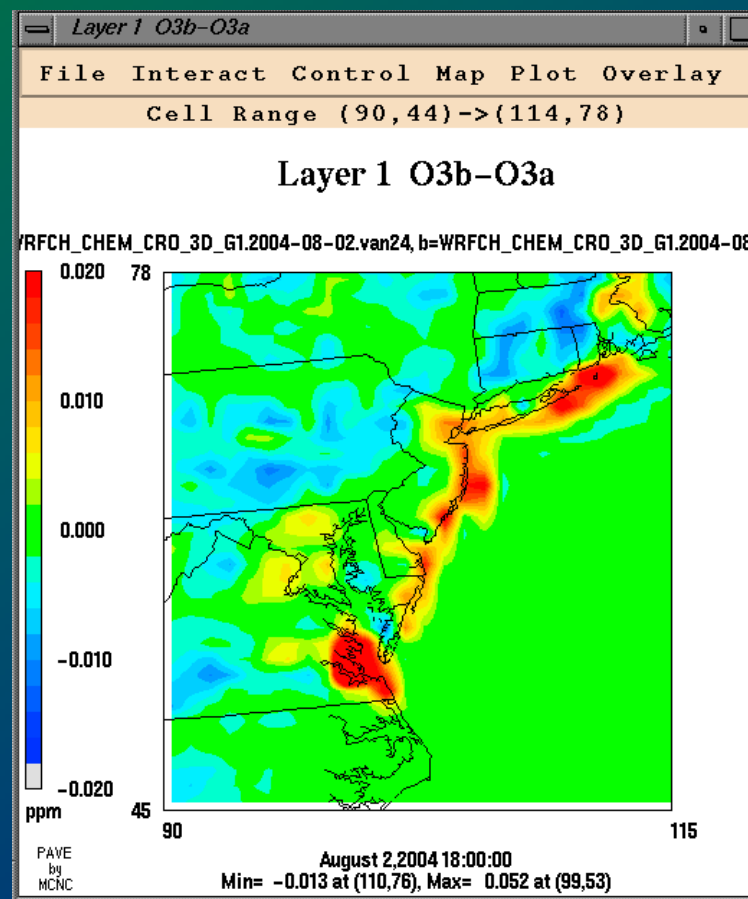 Layer 1 O3b-O3a
File Interact Control Map Plot Overlay
Cell Range (90,44)->(114,78)
Layer 1 O3b-O3a
WRFCH_CHEM_CRO_3D_G1.2004-08-02.van24, b=WRFCH_CHEM_CRO_3D_G1.2004-08
0.020
78
0.010
0.000
-0.010
-0.020
ppm
45
90
115
PAVE
by
MCNC
August 2,2004 18:00:00
Min= -0.013 at (110,76), Max= 0.052 at (99,53)